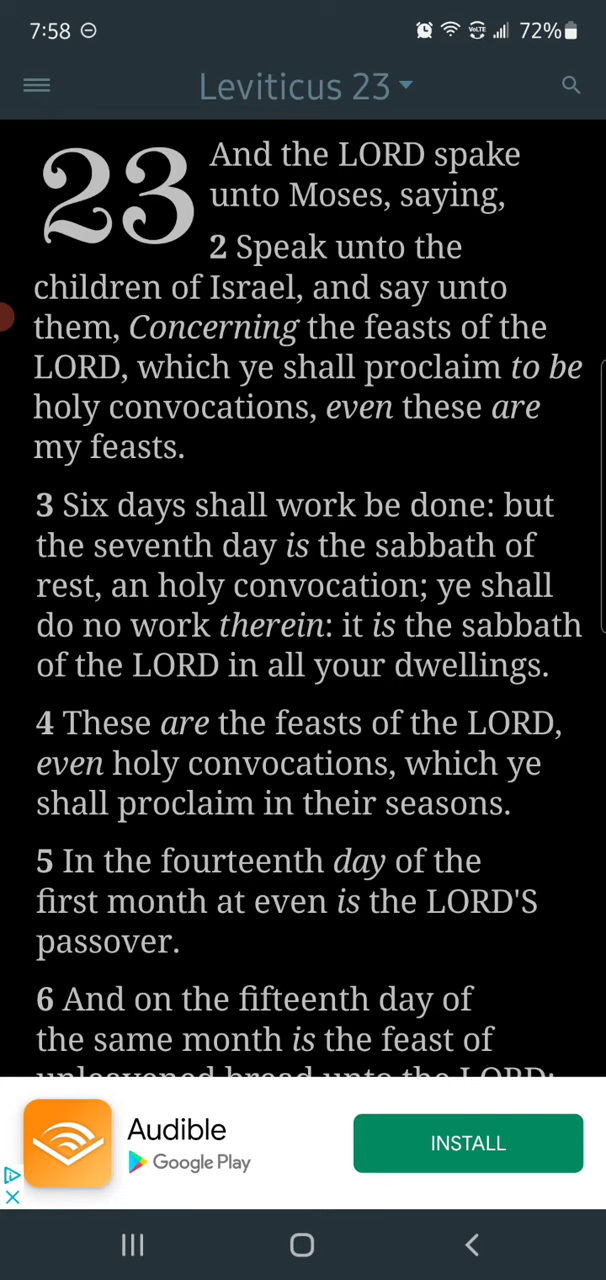 7:58
VoLTE 72%
Leviticus 23
23 And the LORD spake
unto Moses, saying,
2 Speak unto the
children of Israel, and say unto
them, Concerning the feasts of the
LORD, which ye shall proclaim to be
holy convocations, even these are
my feasts.
3 Six days shall work be done: but
the seventh day is the sabbath of
rest, an holy convocation; ye shall
do no work therein: it is the sabbath
of the LORD in all your dwellings.
4 These are the feasts of the LORD,
even holy convocations, which ye
shall proclaim in their seasons.
5 In the fourteenth day of the
first month at even is the LORD'S
passover.
6 And on the fifteenth day of
the same month is the feast of
unleavened bread unto the LORD:
Audible
Google Play
INSTALL